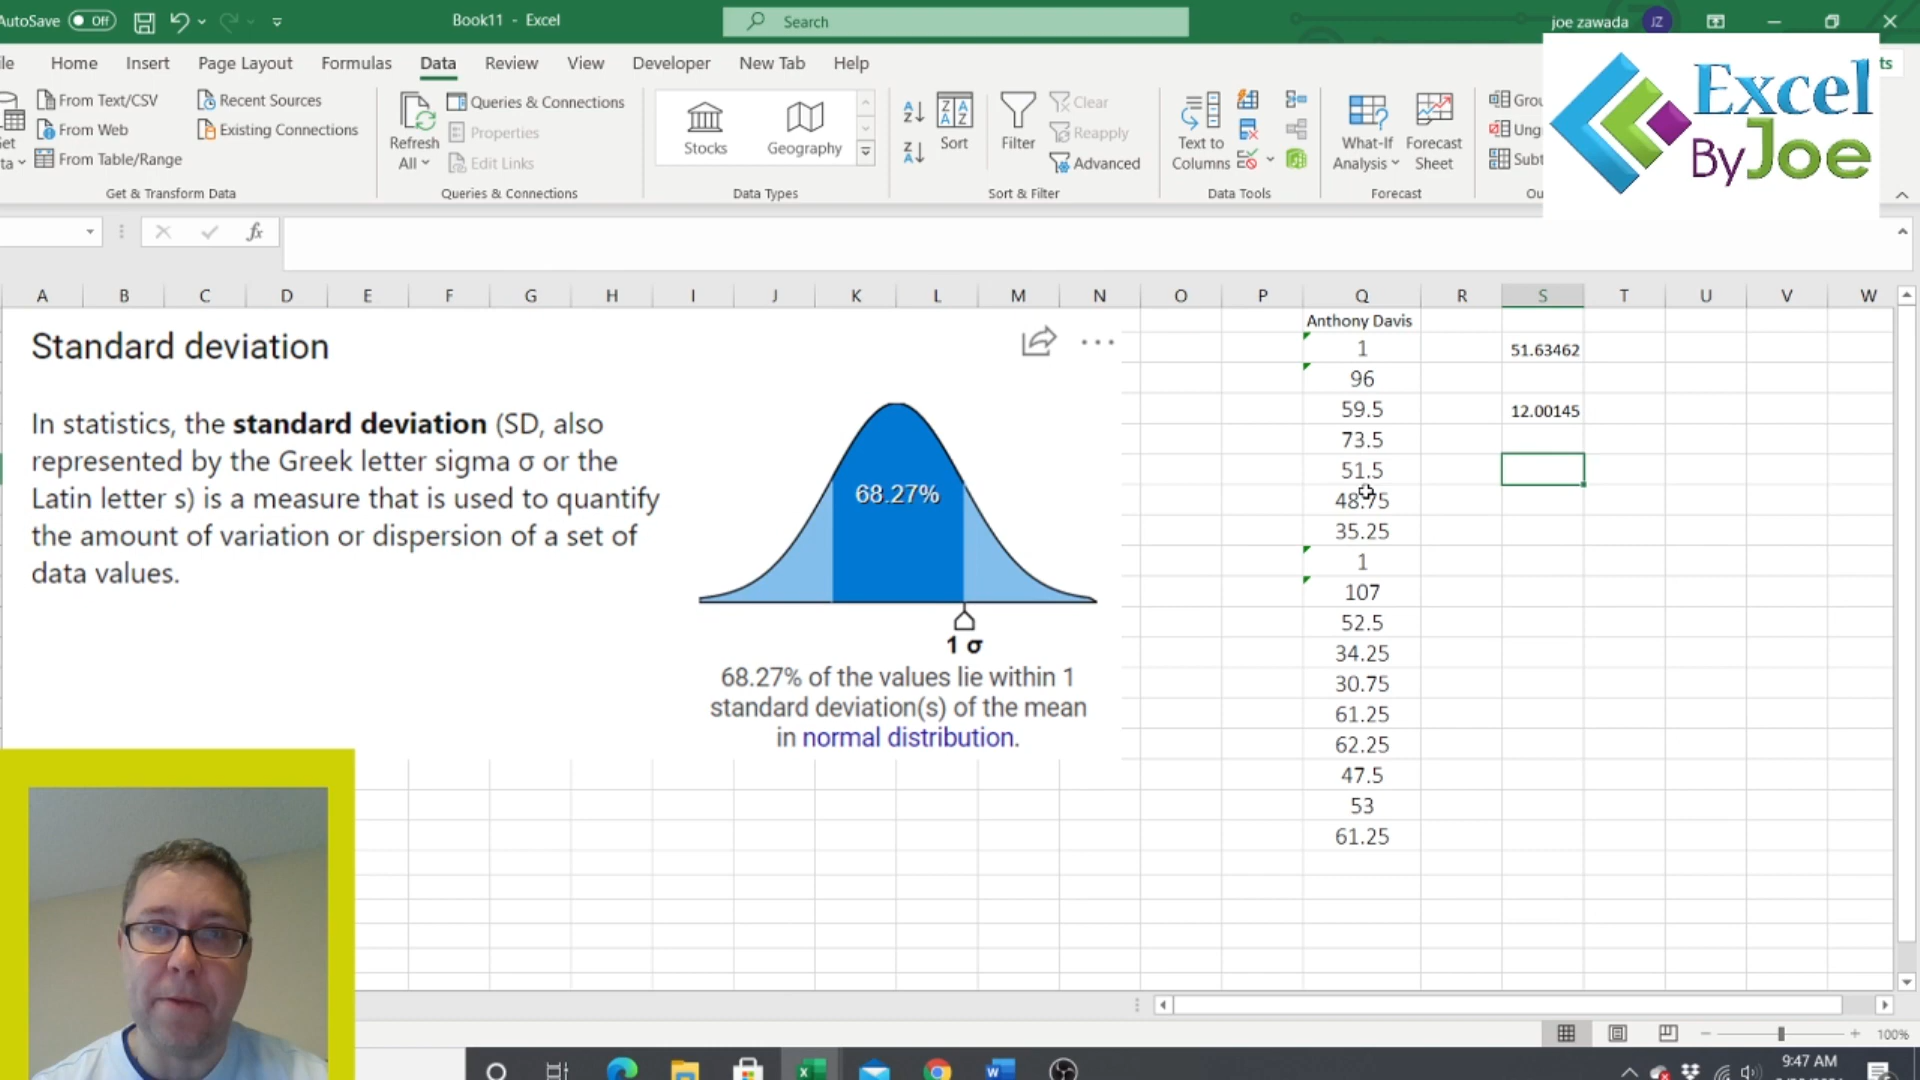 AutoSave Off
Book11 - Excel
Search
joe zawada JZ
Home Insert Page Layout Formulas Data Review View Developer New Tab Help
From Text/CSV
From Web
From Table/Range
Recent Sources
Existing Connections
Get & Transform Data
Refresh
All
Queries & Connections
Properties
Edit Links
Queries & Connections
Stocks
Geography
Data Types
Sort
Filter
Clear
Reapply
Advanced
Sort & Filter
Text to
Columns
Data Tools
What-If
Analysis
Forecast
Sheet
Forecast
Excel
ByJoe
fx
A B C D E F G H I J K L M N O P Q R S T U V W
Standard deviation
In statistics, the standard deviation (SD, also
represented by the Greek letter sigma σ or the
Latin letter s) is a measure that is used to quantify
the amount of variation or dispersion of a set of
data values.
68.27%
1 σ
68.27% of the values lie within 1
standard deviation(s) of the mean
in normal distribution.
Anthony Davis
1
51.63462
96
59.5
12.00145
73.5
51.5
48.75
35.25
1
107
52.5
34.25
30.75
61.25
62.25
47.5
53
61.25
100%
9:47 AM